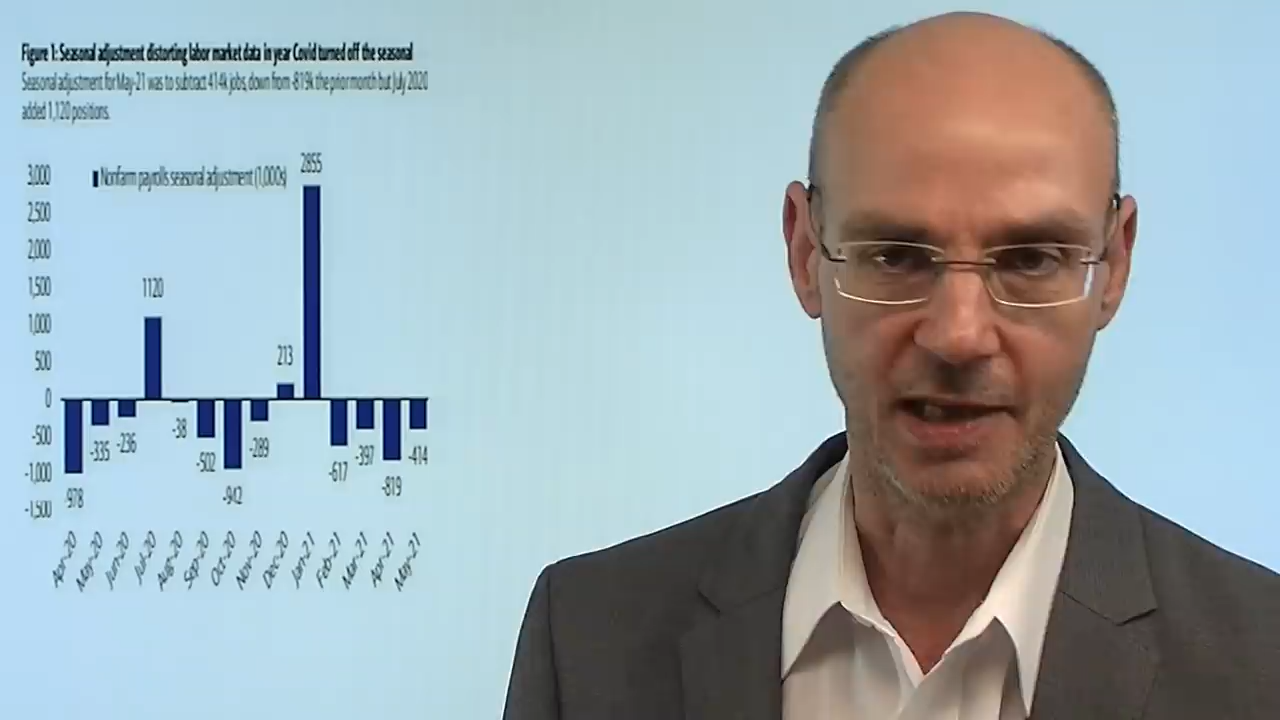 Figure 1: Seasonal adjustment distorting labor market data in year Covid turned off the seasonal
Seasonal adjustment for May-21 was to subtract 414k jobs, down from -819k the prior month but July 2020
added 1,120 positions.
Nonfarm payrolls seasonal adjustment (1,000s)
3,000
2,500
2,000
1,500
1,000
500
0
-500
-1,000
-1,500
-978
-335
-236
1120
-38
-502
-942
-289
213
2855
-617
-397
-819
-414
Apr-20
May-20
Jun-20
Jul-20
Aug-20
Sep-20
Oct-20
Nov-20
Dec-20
Jan-21
Feb-21
Mar-21
Apr-21
May-21